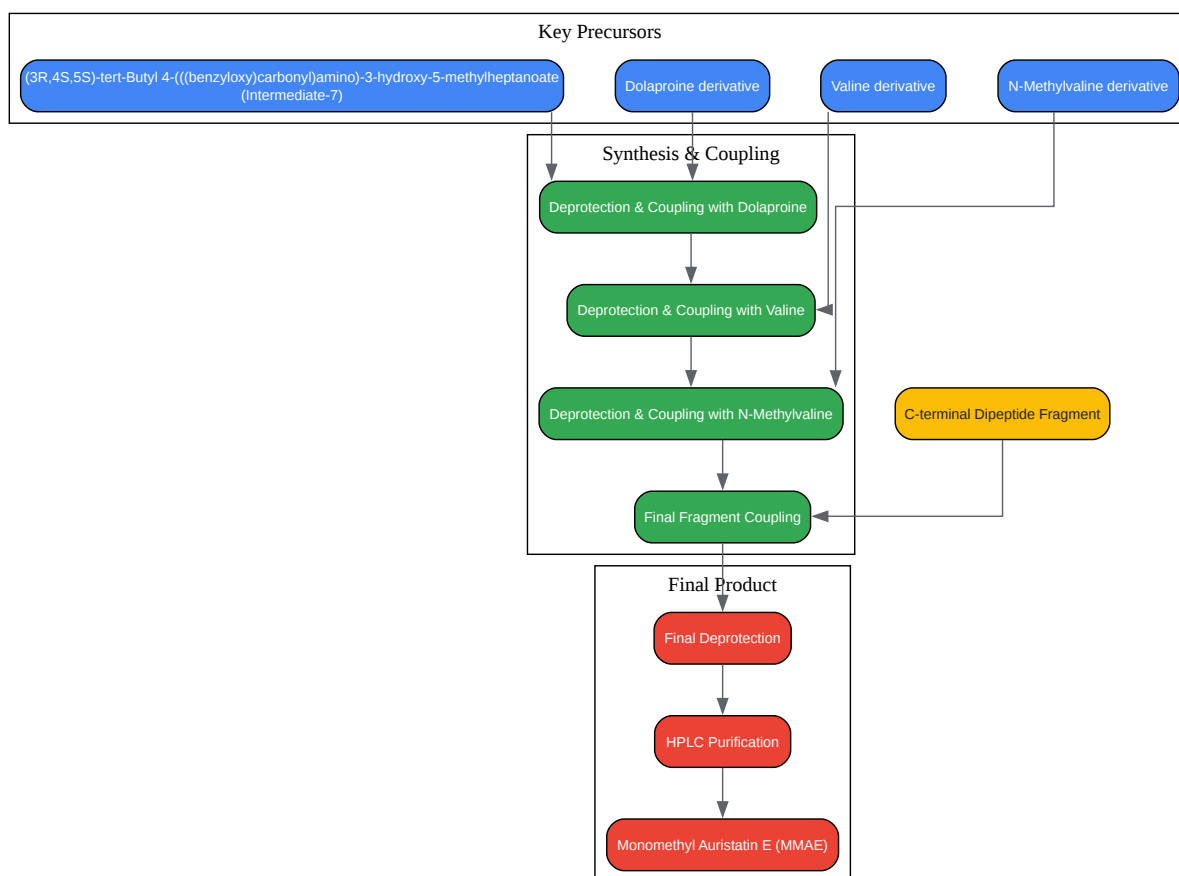 Key Precursors
(3R,4S,5S)-tert-Butyl 4-(((benzyloxy)carbonyl)amino)-3-hydroxy-5-methylheptanoate
(Intermediate-7)
Dolaproine derivative
Valine derivative
N-Methylvaline derivative
Synthesis & Coupling
Deprotection & Coupling with Dolaproine
Deprotection & Coupling with Valine
Deprotection & Coupling with N-Methylvaline
C-terminal Dipeptide Fragment
Final Fragment Coupling
Final Product
Final Deprotection
HPLC Purification
Monomethyl Auristatin E (MMAE)